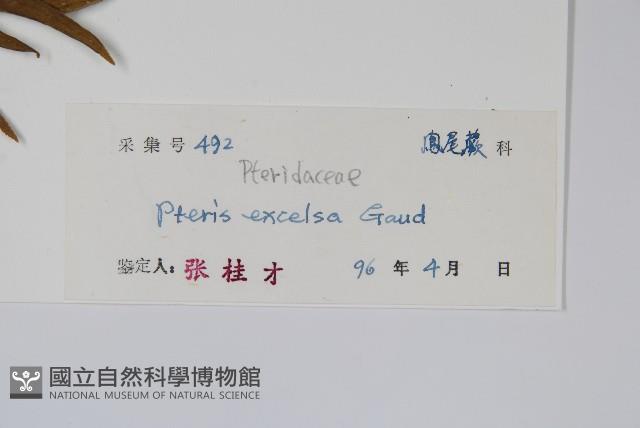 采集号 492 鳳尾蕨 科
Pteridaceae
Pteris excelsa Gaud
鉴定人: 张桂才 96 年 4 月 日
國立自然科學博物館
NATIONAL MUSEUM OF NATURAL SCIENCE